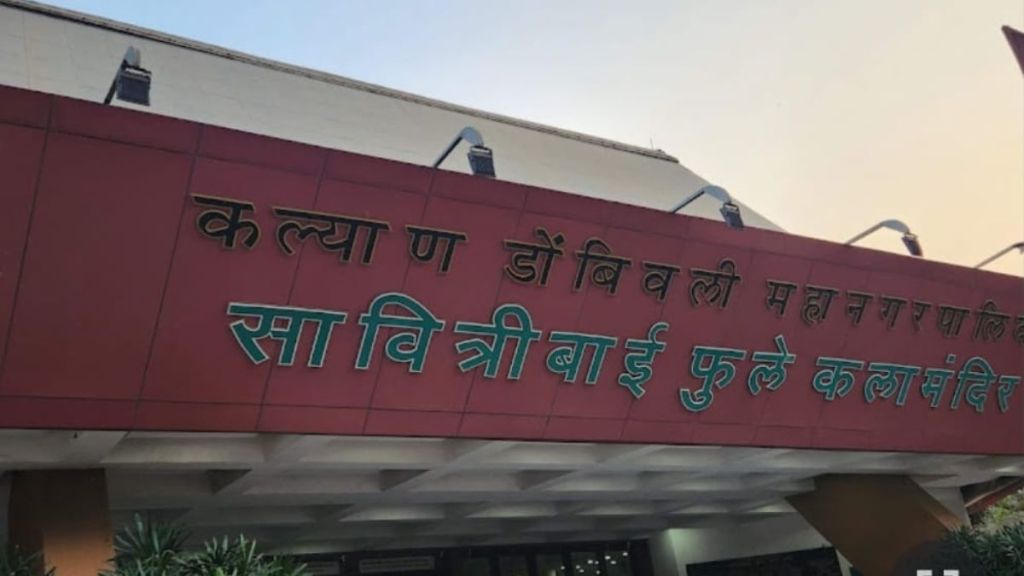 कल्याण डोंबिवली महानगरपालिक
सावित्रीबाई फुले कलामंदिर